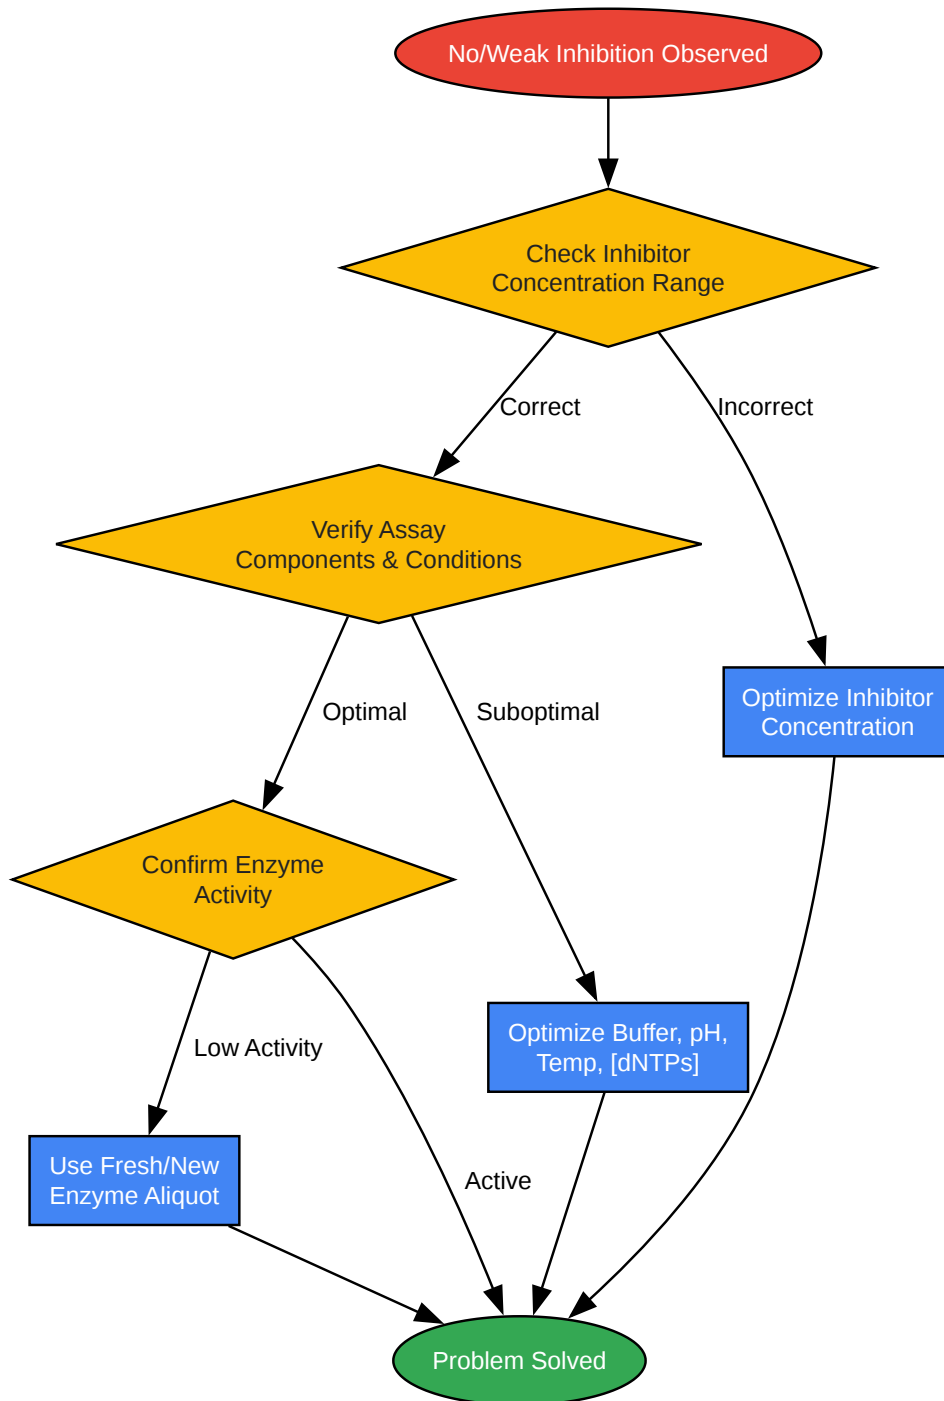 No/Weak Inhibition Observed
Check Inhibitor
Concentration Range
Correct
Incorrect
Verify Assay
Components & Conditions
Optimize Inhibitor
Concentration
Optimal
Suboptimal
Confirm Enzyme
Activity
Optimize Buffer, pH,
Temp, [dNTPs]
Low Activity
Use Fresh/New
Enzyme Aliquot
Active
Problem Solved